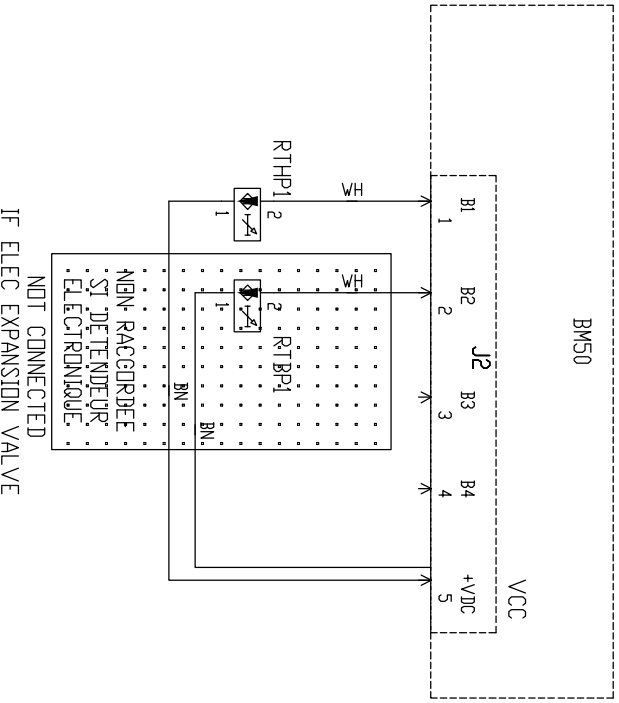 BM50
VCC
J2
B1
1
B2
2
B3
3
B4
4
+VDC
5
WH
WH
RTHP1
2
1
RTBP1
2
1
BN
BN
NON RACCORDEE
SI DETENDEUR
ELECTRONIQUE
NOT CONNECTED
IF ELEC EXPANSION VALVE